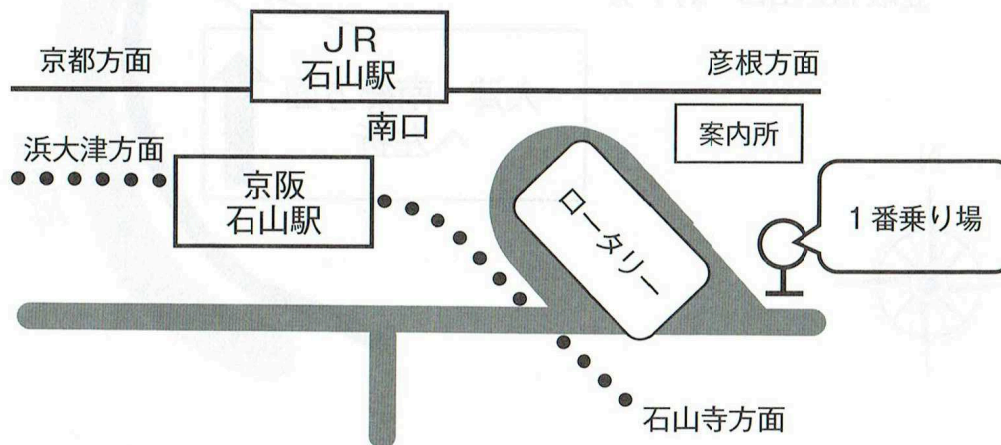 JR
石山駅
京都方面
彦根方面
南口
案内所
浜大津方面
京阪
石山駅
ロータリー
1番乗り場
石山寺方面